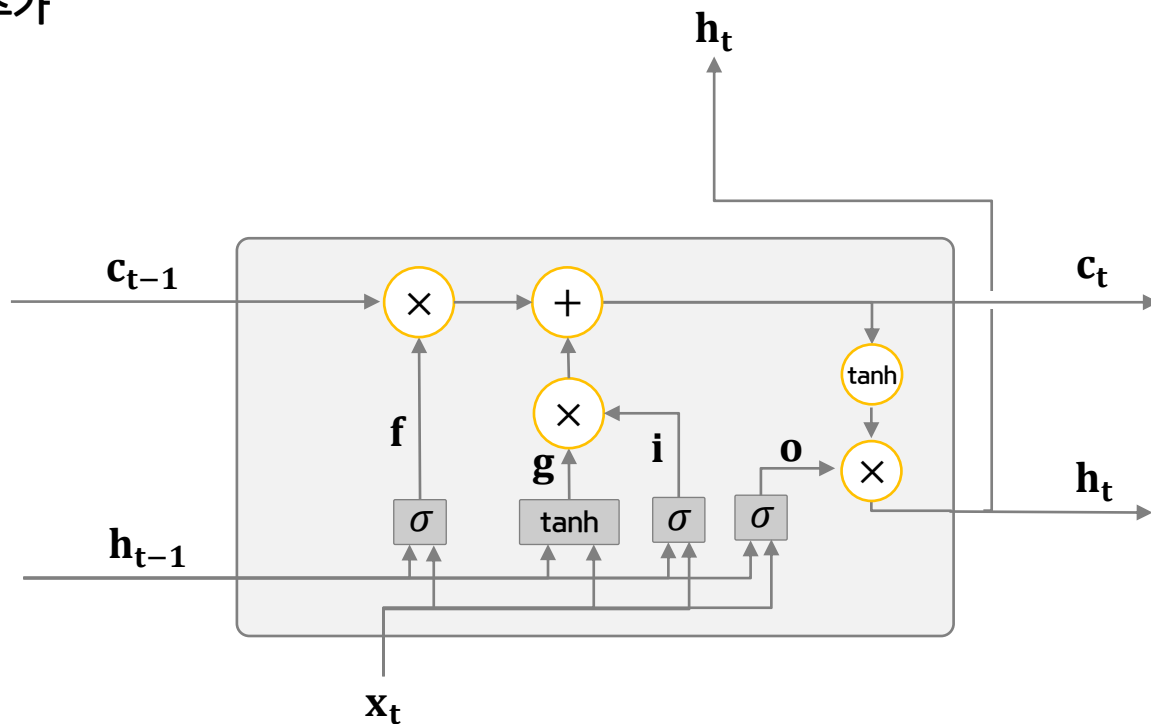 h_t
c_{t−1}
c_t
×
+
tanh
f
×
i
g
o
×
h_t
σ
tanh
σ
σ
h_{t−1}
x_t